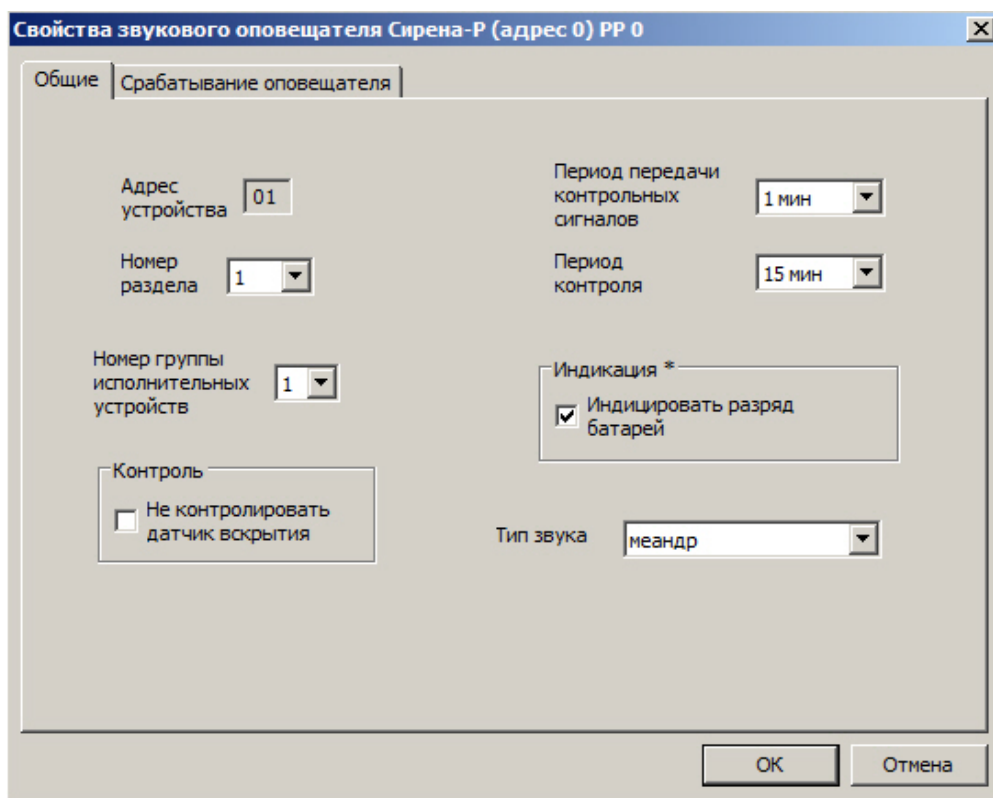 Свойства звукового оповещателя Сирена-Р (адрес 0) РР 0
Общие
Срабатывание оповещателя
Адрес
устройства
01
Номер
раздела
1
Номер группы
исполнительных
устройств
1
Контроль
Не контролировать
датчик вскрытия
Период передачи
контрольных
сигналов
1 мин
Период
контроля
15 мин
Индикация *
Индицировать разряд
батарей
Тип звука
меандр
ОК
Отмена